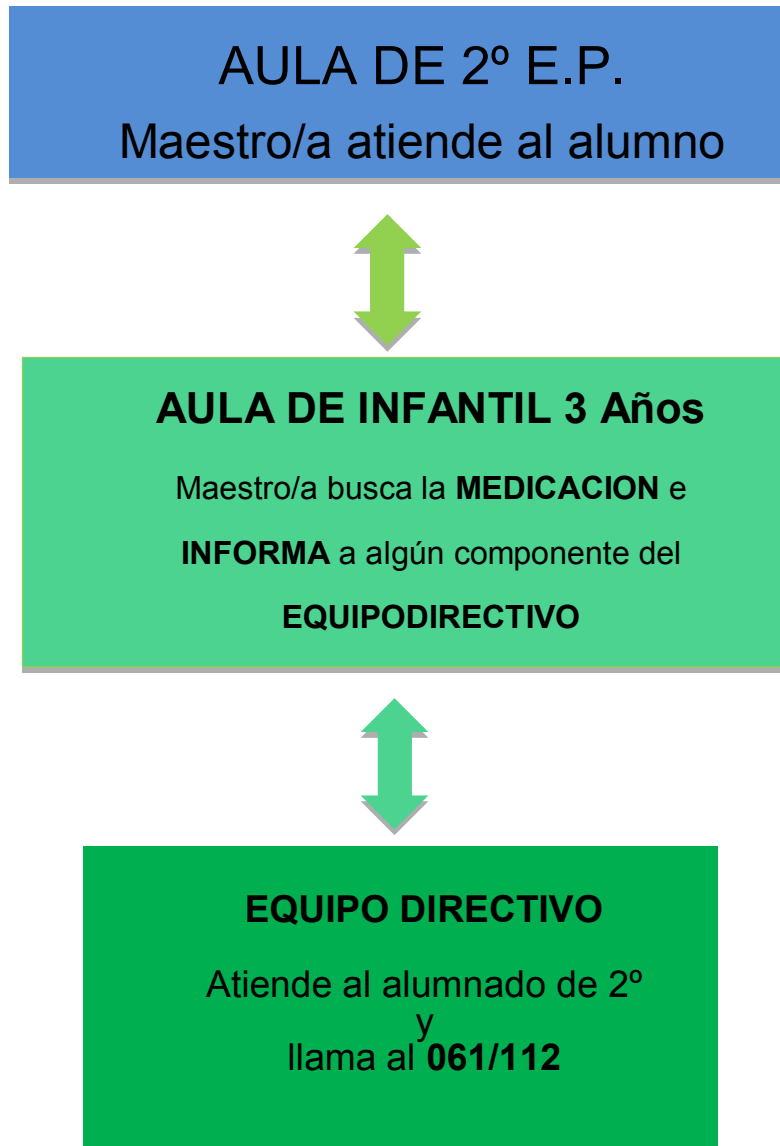 AULA DE 2º E.P.
Maestro/a atiende al alumno
AULA DE INFANTIL 3 Años
Maestro/a busca la MEDICACION e
INFORMA a algún componente del
EQUIPODIRECTIVO
EQUIPO DIRECTIVO
Atiende al alumnado de 2º
y
llama al 061/112